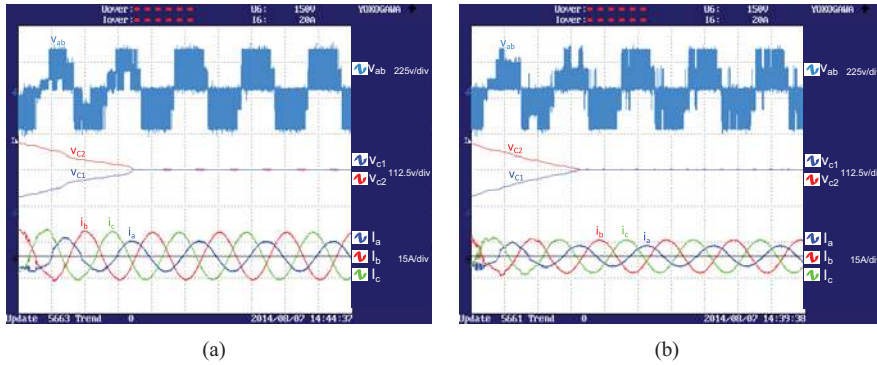 Uover:
U6: 150V
YOKOGAWA
Iover:
I6: 20A
Vab
Vab 225v/div
VC2
VC1
Vc1
112.5v/div
Vc2
ib ic ia
Ia
Ib 15A/div
Ic
Update 5663 Trend 0 2014/08/07 14:44:37
(a)
Uover:
U6: 150V
YOKOGAWA
Iover:
I6: 20A
Vab
Vab 225v/div
VC2
VC1
Vc1
112.5v/div
Vc2
ib ic ia
Ia
Ib 15A/div
Ic
Update 5661 Trend 0 2014/08/07 14:39:38
(b)